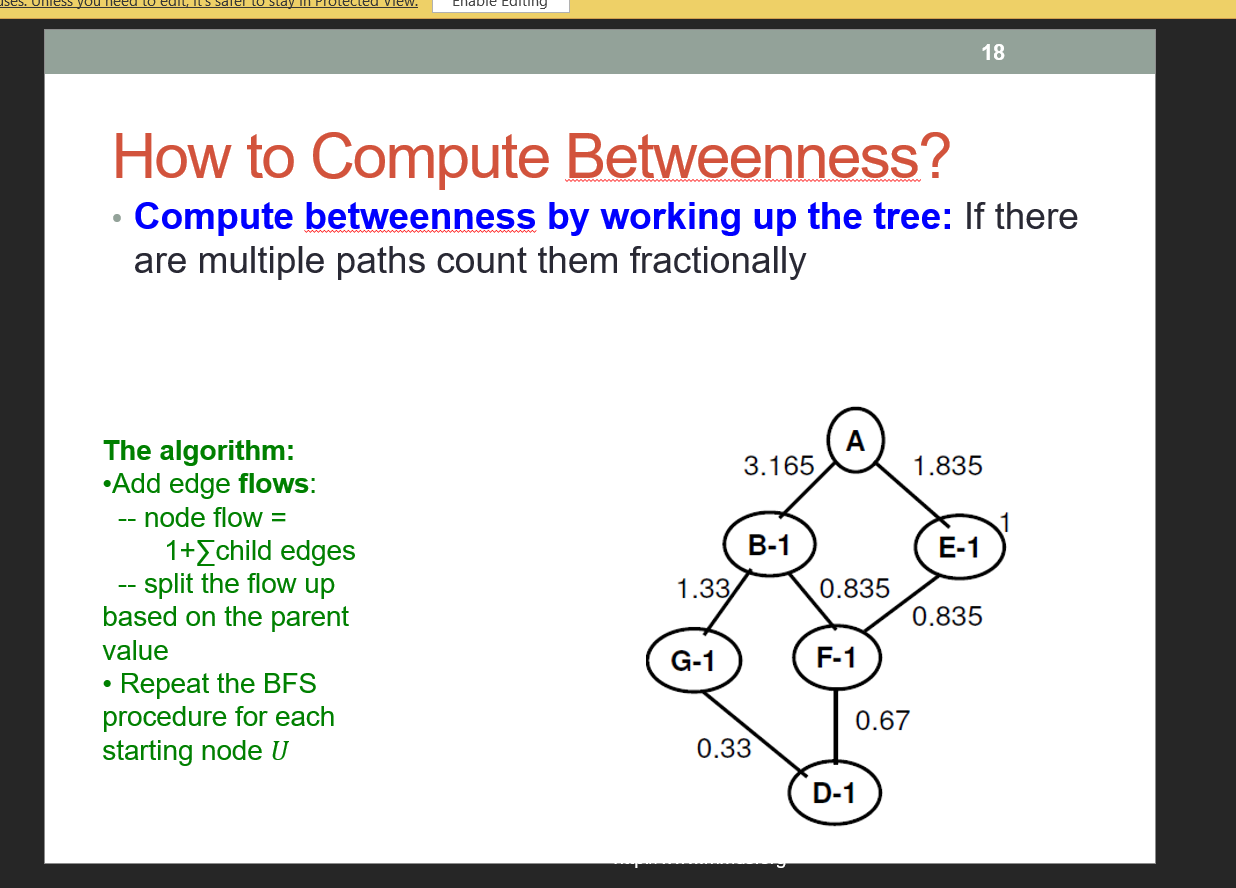 uses. Unless you need to edit, it's safer to stay in Protected View.
Enable Editing
18
How to Compute Betweenness?
• Compute betweenness by working up the tree: If there
are multiple paths count them fractionally
The algorithm:
•Add edge flows:
-- node flow =
1+∑child edges
-- split the flow up
based on the parent
value
• Repeat the BFS
procedure for each
starting node U
A
3.165
1.835
B-1
E-1
1
1.33
0.835
0.835
G-1
F-1
0.33
0.67
D-1